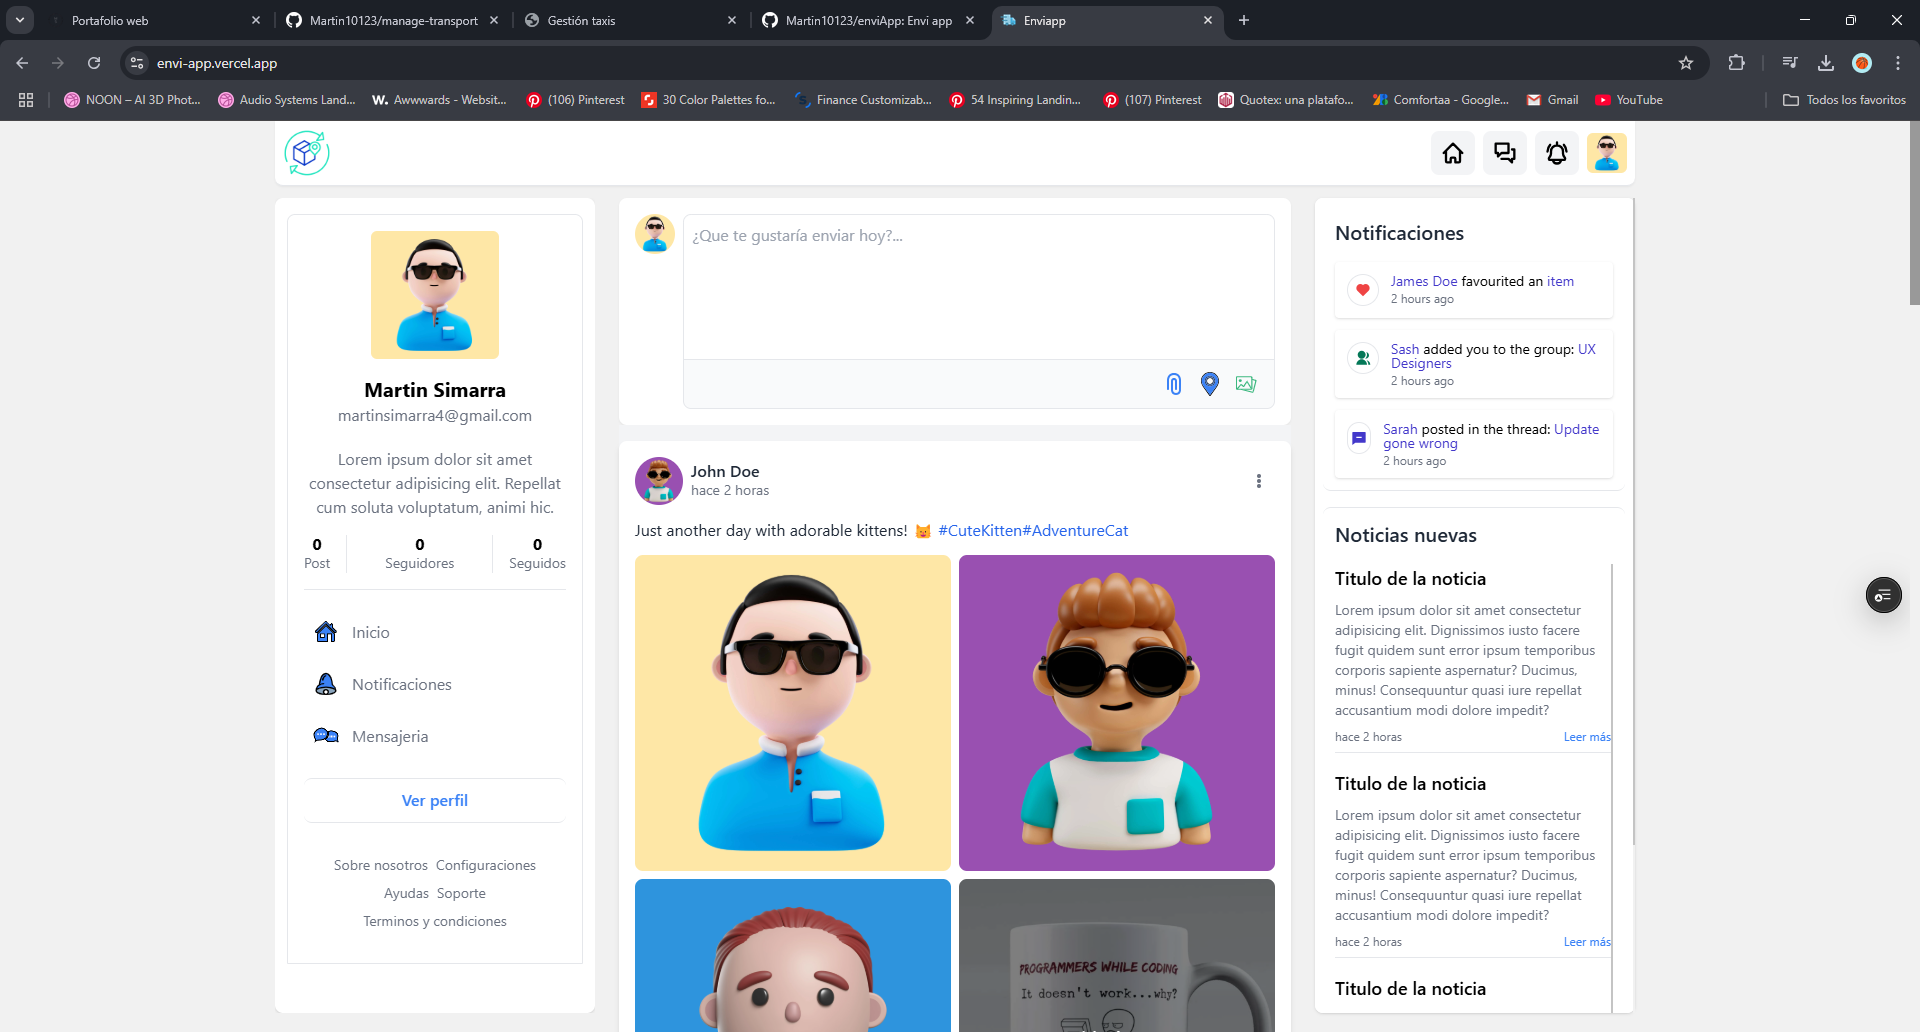 Portafolio web
Martin10123/manage-transport
Gestión taxis
Martin10123/enviApp: Envi app
Enviapp
envi-app.vercel.app
NOON – AI 3D Phot...
Audio Systems Land...
W. Awwwards - Websit...
(106) Pinterest
30 Color Palettes fo...
Finance Customizab...
54 Inspiring Landin...
(107) Pinterest
Quotex: una platafo...
Comfortaa - Google...
Gmail
YouTube
Todos los favoritos
Martin Simarra
martinsimarra4@gmail.com
Lorem ipsum dolor sit amet
consectetur adipisicing elit. Repellat
cum soluta voluptatum, animi hic.
0 0 0
Post Seguidores Seguidos
Inicio
Notificaciones
Mensajeria
Ver perfil
Sobre nosotros Configuraciones
Ayudas Soporte
Terminos y condiciones
¿Que te gustaría enviar hoy?...
John Doe
hace 2 horas
Just another day with adorable kittens! 😺 #CuteKitten#AdventureCat
PROGRAMMERS WHILE CODING
It doesn't work...why?
Notificaciones
James Doe favourited an item
2 hours ago
Sash added you to the group: UX
Designers
2 hours ago
Sarah posted in the thread: Update
gone wrong
2 hours ago
Noticias nuevas
Titulo de la noticia
Lorem ipsum dolor sit amet consectetur
adipisicing elit. Dignissimos iusto facere
fugit quidem sunt error ipsum temporibus
corporis sapiente aspernatur? Ducimus,
minus! Consequuntur quasi iure repellat
accusantium modi dolore impedit?
hace 2 horas Leer más
Titulo de la noticia
Lorem ipsum dolor sit amet consectetur
adipisicing elit. Dignissimos iusto facere
fugit quidem sunt error ipsum temporibus
corporis sapiente aspernatur? Ducimus,
minus! Consequuntur quasi iure repellat
accusantium modi dolore impedit?
hace 2 horas Leer más
Titulo de la noticia